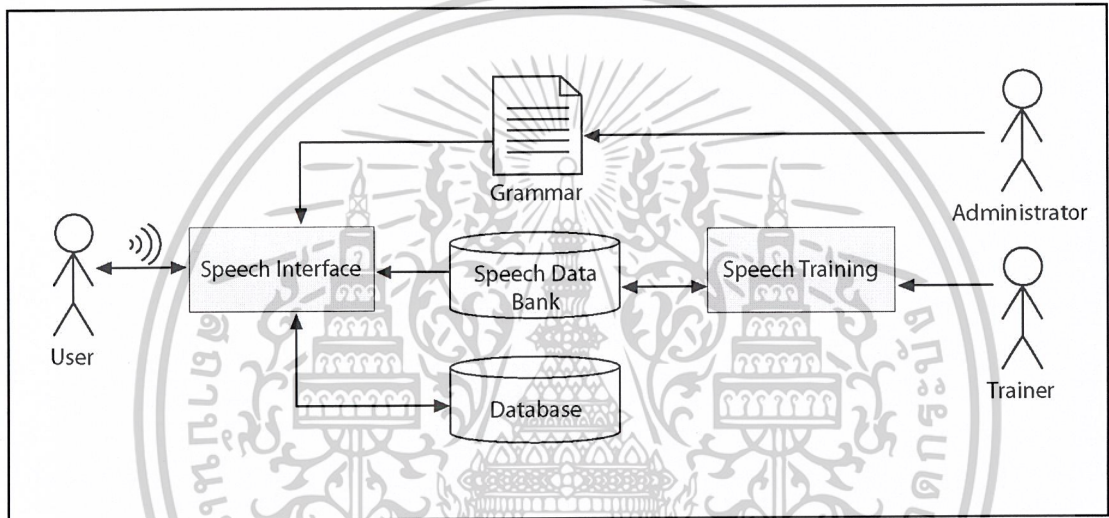 Grammar
Administrator
Speech Interface
Speech Data
Bank
Speech Training
User
Database
Trainer